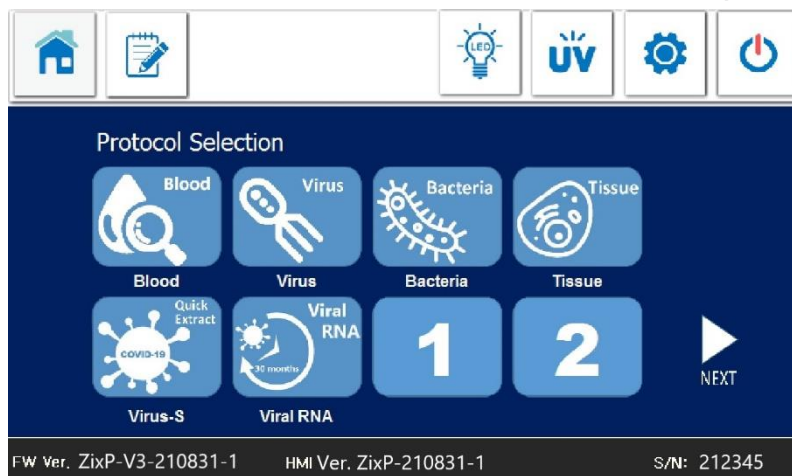 LED
UV
Protocol Selection
Blood
Virus
Bacteria
Tissue
Blood
Virus
Bacteria
Tissue
Quick
Extract
COVID-19
Viral
RNA
30 months
1
2
NEXT
Virus-S
Viral RNA
FW Ver. ZixP-V3-210831-1
HMI Ver. ZixP-210831-1
S/N: 212345